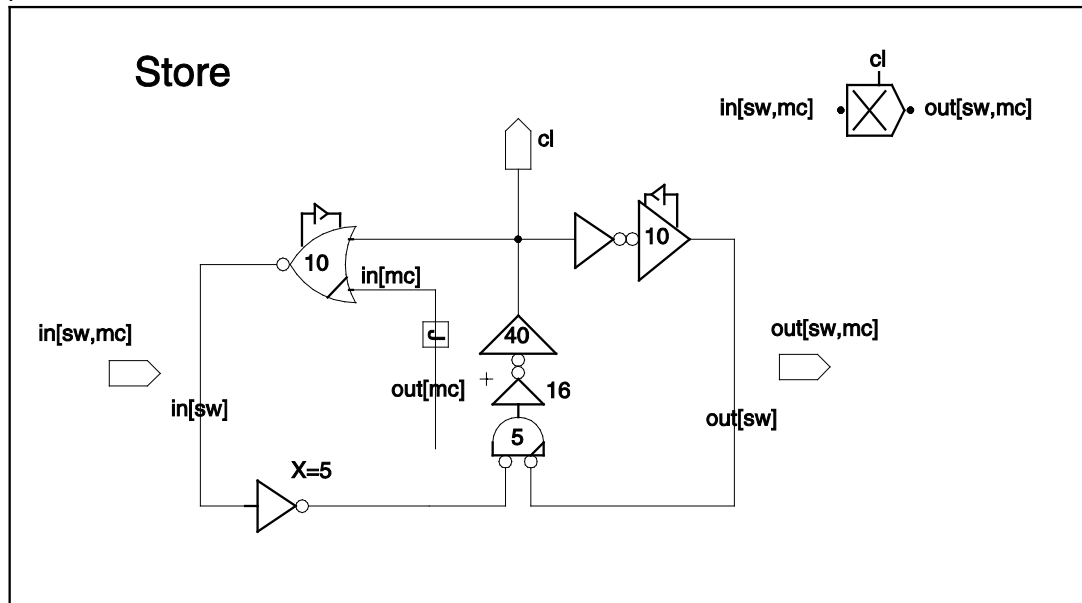 Store
cl
in[sw,mc]
out[sw,mc]
cl
10
10
in[mc]
in[sw,mc]
40
out[sw,mc]
out[mc]
16
in[sw]
out[sw]
5
X=5